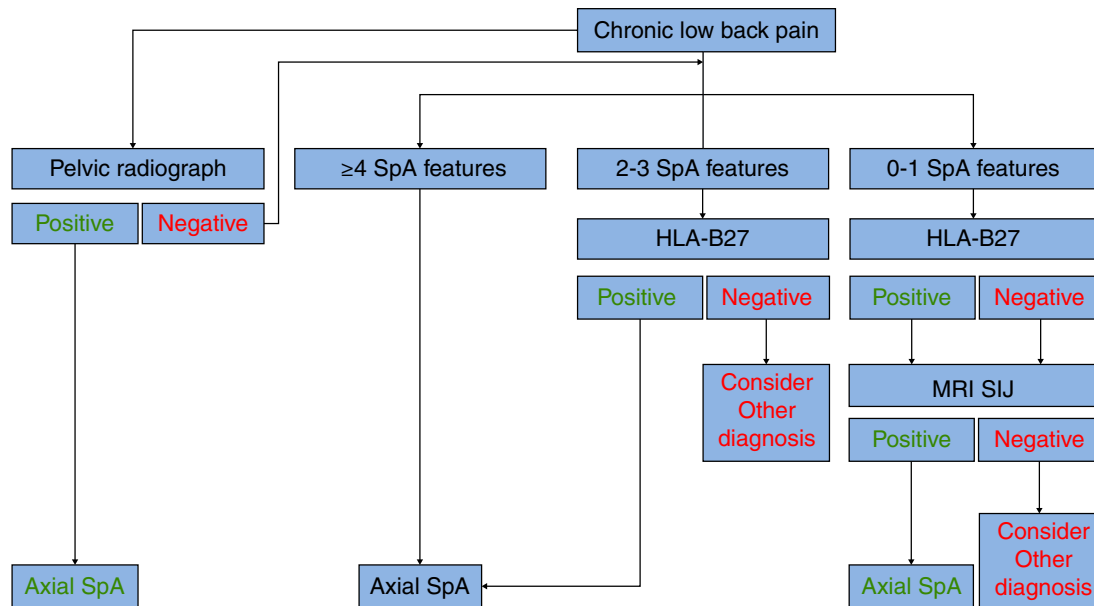 Chronic low back pain
Pelvic radiograph
≥4 SpA features
2-3 SpA features
0-1 SpA features
Positive
Negative
HLA-B27
HLA-B27
Positive
Negative
Positive
Negative
Consider
Other
diagnosis
MRI SIJ
Positive
Negative
Axial SpA
Axial SpA
Axial SpA
Consider
Other
diagnosis